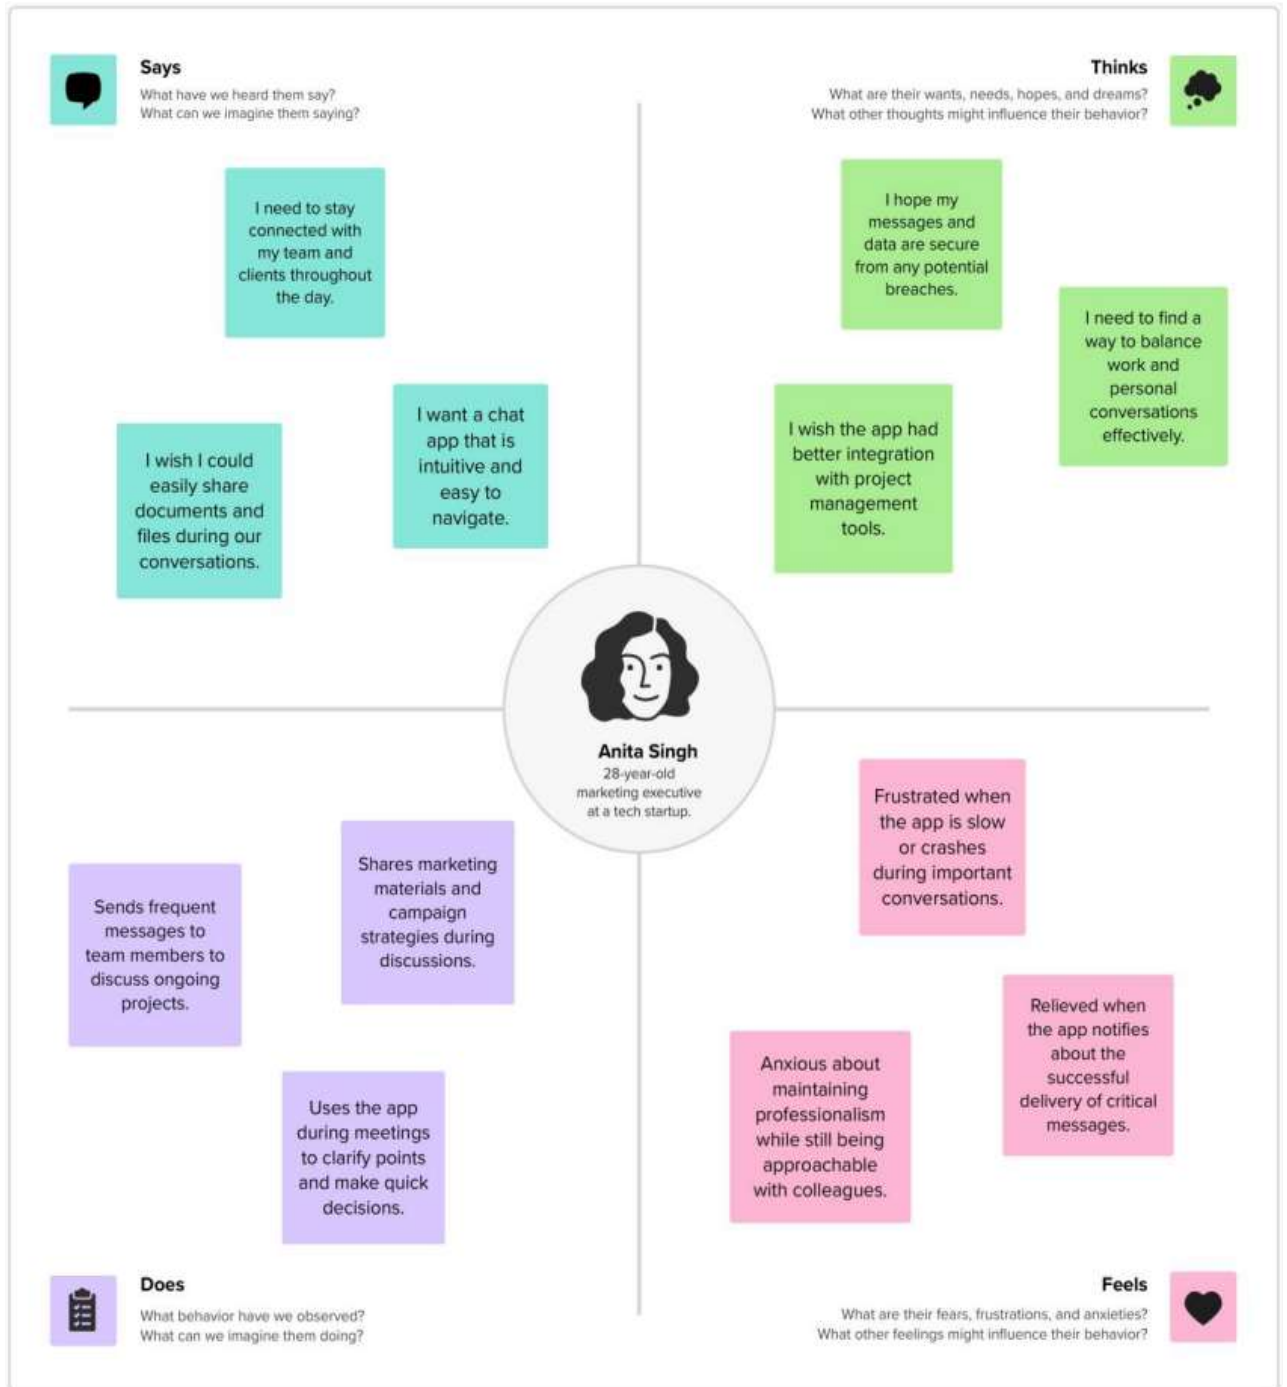 Says
What have we heard them say?
What can we imagine them saying?
Thinks
What are their wants, needs, hopes, and dreams?
What other thoughts might influence their behavior?
I need to stay
connected with
my team and
clients throughout
the day.
I wish I could
easily share
documents and
files during our
conversations.
I want a chat
app that is
intuitive and
easy to
navigate.
I hope my
messages and
data are secure
from any potential
breaches.
I need to find a
way to balance
work and
personal
conversations
effectively.
I wish the app had
better integration
with project
management
tools.
Anita Singh
28-year-old
marketing executive
at a tech startup.
Sends frequent
messages to
team members to
discuss ongoing
projects.
Shares marketing
materials and
campaign
strategies during
discussions.
Uses the app
during meetings
to clarify points
and make quick
decisions.
Frustrated when
the app is slow
or crashes
during important
conversations.
Anxious about
maintaining
professionalism
while still being
approachable
with colleagues.
Relieved when
the app notifies
about the
successful
delivery of critical
messages.
Does
What behavior have we observed?
What can we imagine them doing?
Feels
What are their fears, frustrations, and anxieties?
What other feelings might influence their behavior?